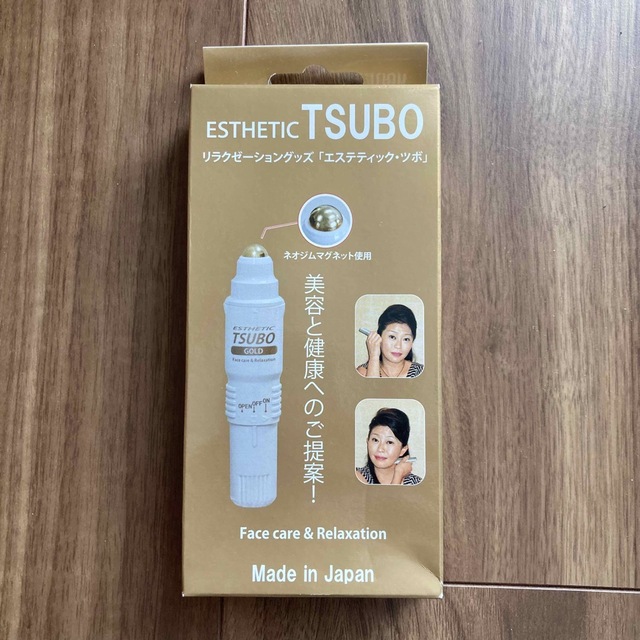 ESTHETIC TSUBO
リラクゼーショングッズ「エステティック・ツボ」
ネオジムマグネット使用
美容と健康へのご提案！
ESTHETIC
TSUBO
GOLD
Face care & Relaxation
OPEN OFF ON
Face care & Relaxation
Made in Japan